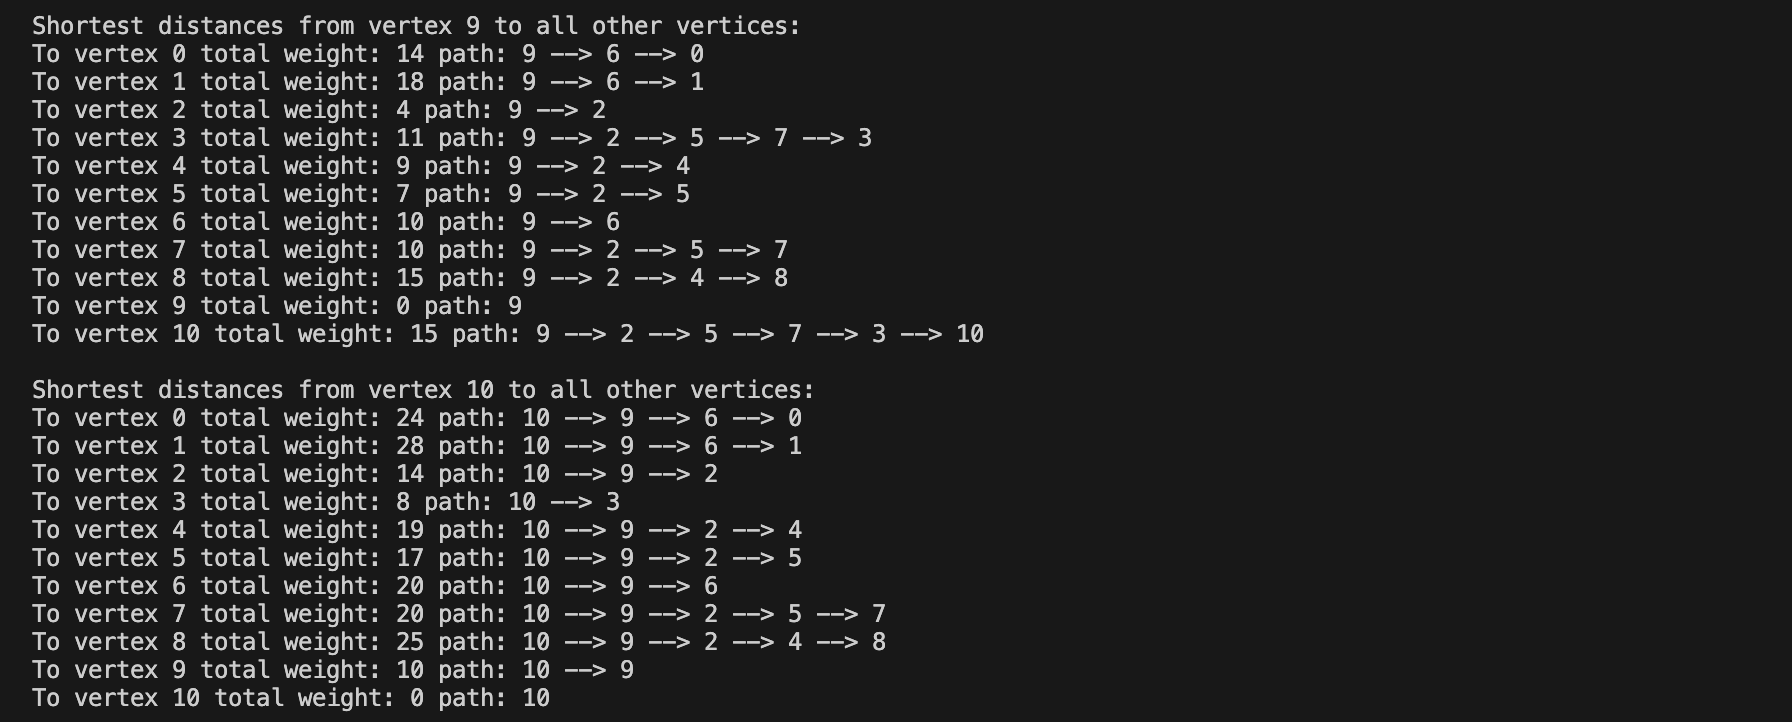 Shortest distances from vertex 9 to all other vertices:
To vertex 0 total weight: 14 path: 9 --> 6 --> 0
To vertex 1 total weight: 18 path: 9 --> 6 --> 1
To vertex 2 total weight: 4 path: 9 --> 2
To vertex 3 total weight: 11 path: 9 --> 2 --> 5 --> 7 --> 3
To vertex 4 total weight: 9 path: 9 --> 2 --> 4
To vertex 5 total weight: 7 path: 9 --> 2 --> 5
To vertex 6 total weight: 10 path: 9 --> 6
To vertex 7 total weight: 10 path: 9 --> 2 --> 5 --> 7
To vertex 8 total weight: 15 path: 9 --> 2 --> 4 --> 8
To vertex 9 total weight: 0 path: 9
To vertex 10 total weight: 15 path: 9 --> 2 --> 5 --> 7 --> 3 --> 10

Shortest distances from vertex 10 to all other vertices:
To vertex 0 total weight: 24 path: 10 --> 9 --> 6 --> 0
To vertex 1 total weight: 28 path: 10 --> 9 --> 6 --> 1
To vertex 2 total weight: 14 path: 10 --> 9 --> 2
To vertex 3 total weight: 8 path: 10 --> 3
To vertex 4 total weight: 19 path: 10 --> 9 --> 2 --> 4
To vertex 5 total weight: 17 path: 10 --> 9 --> 2 --> 5
To vertex 6 total weight: 20 path: 10 --> 9 --> 6
To vertex 7 total weight: 20 path: 10 --> 9 --> 2 --> 5 --> 7
To vertex 8 total weight: 25 path: 10 --> 9 --> 2 --> 4 --> 8
To vertex 9 total weight: 10 path: 10 --> 9
To vertex 10 total weight: 0 path: 10